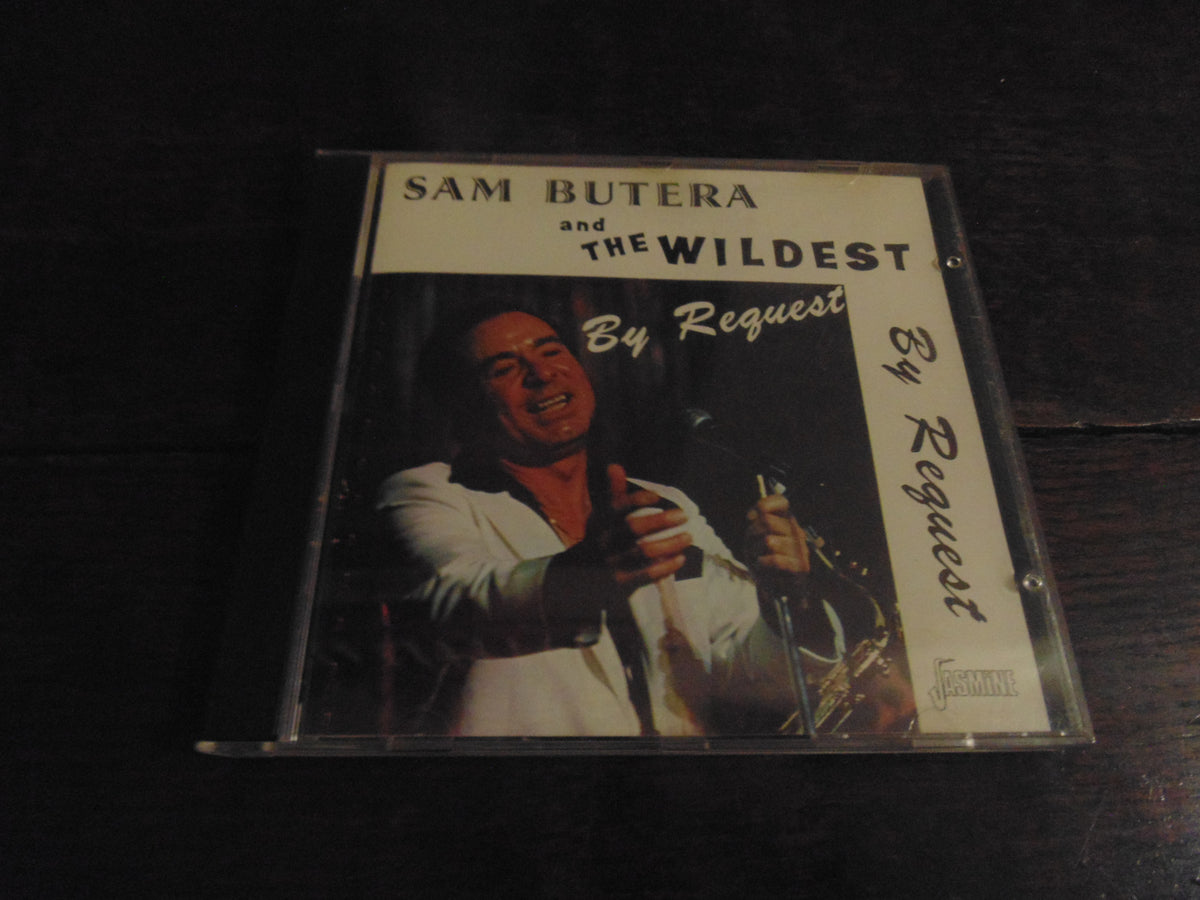 SAM BUTERA
and
THE WILDEST
By Request
By Request
JASMiNE